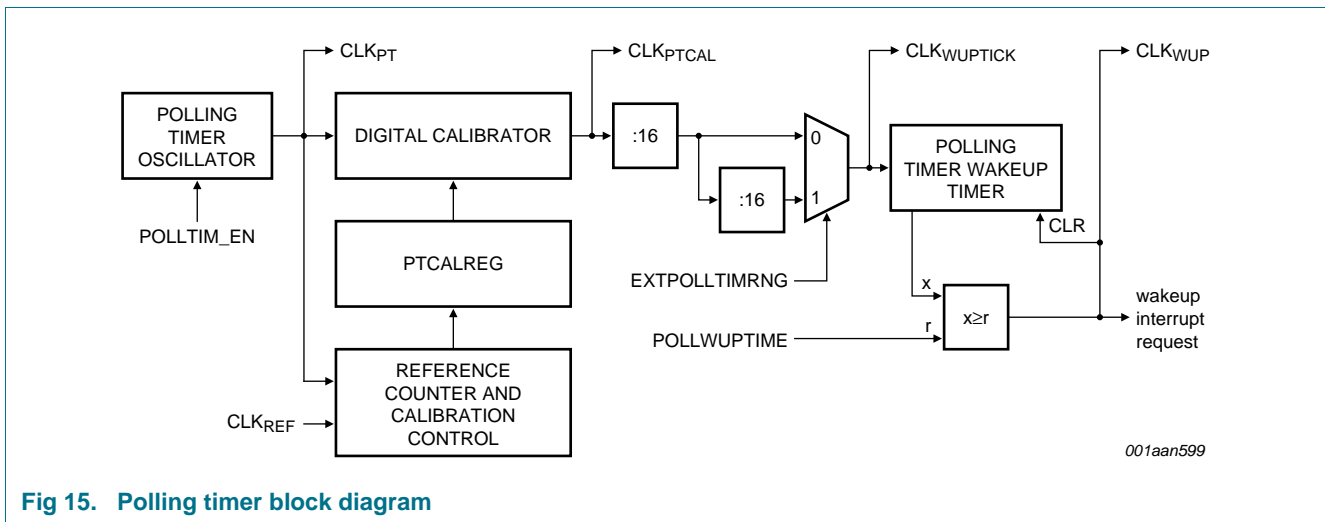 CLKPT
CLKPTCAL
CLKWUPTICK
CLKWUP
POLLING
TIMER
OSCILLATOR
DIGITAL CALIBRATOR
:16
0
:16
1
POLLING
TIMER WAKEUP
TIMER
CLR
POLLTIM_EN
PTCALREG
EXTPOLLTIMRNG
x
x≥r
r
POLLWUPTIME
wakeup
interrupt
request
REFERENCE
COUNTER AND
CALIBRATION
CONTROL
CLKREF
001aan599
Fig 15. Polling timer block diagram